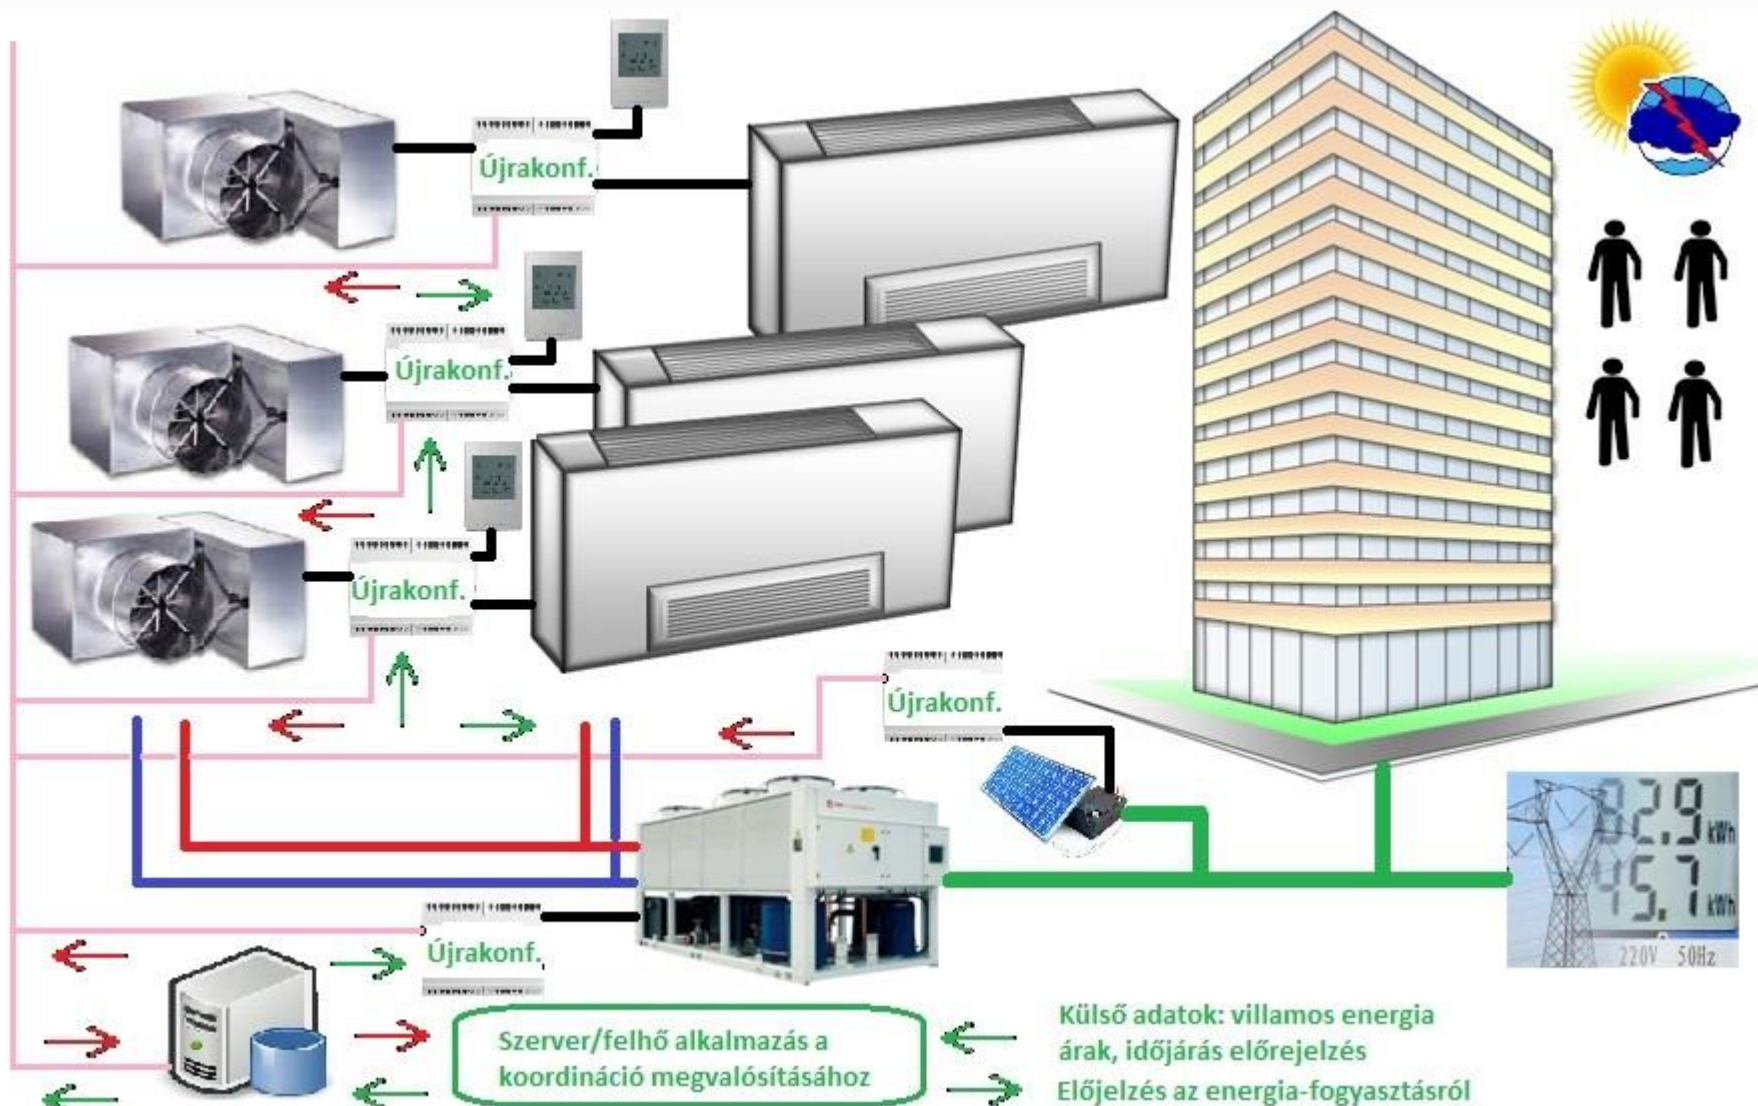 Újrakonf.
Újrakonf.
Újrakonf.
Újrakonf.
Újrakonf.
82.9 kWh
45.7 kWh
220V 50Hz
Szerver/felhő alkalmazás a
koordináció megvalósításához
Külső adatok: villamos energia
árak, időjárás előrejelzés
Előjelzés az energia-fogyasztásról